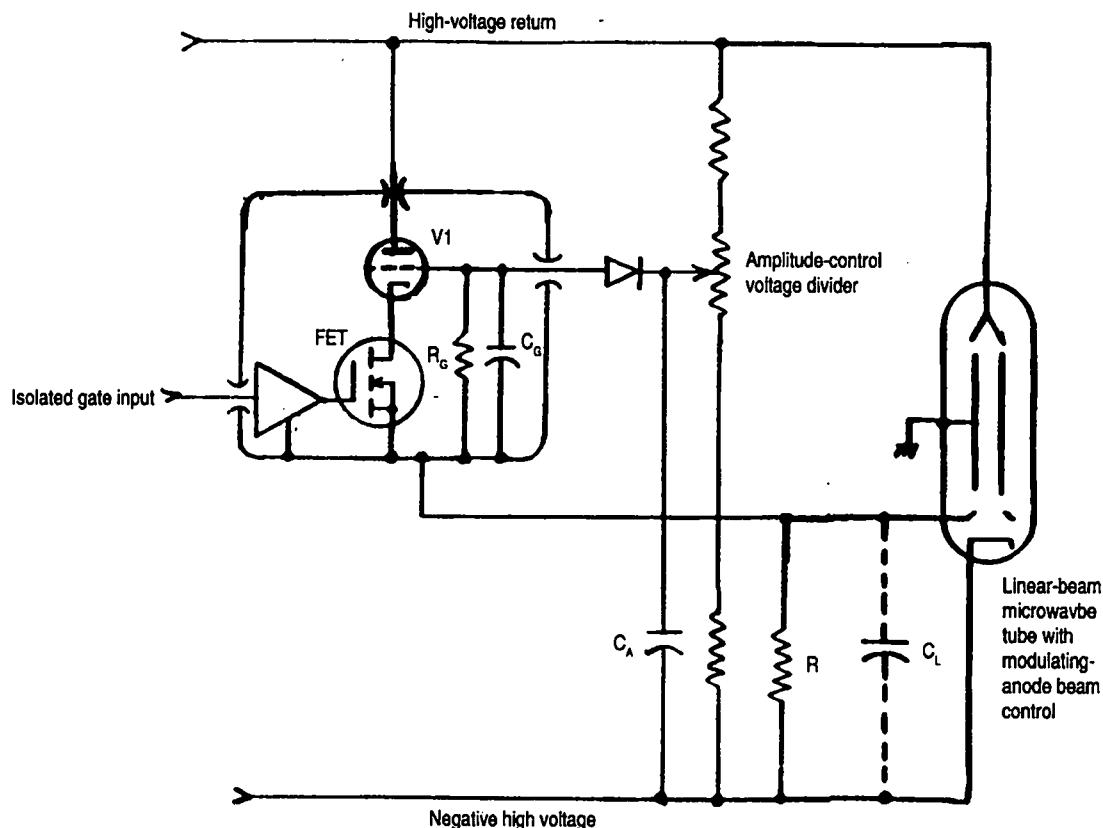 High-voltage return
V1
Amplitude-control
voltage divider
FET
R_G
C_G
Isolated gate input
C_A
R
C_L
Linear-beam
microwavbe
tube with
modulating-
anode beam
control
Negative high voltage